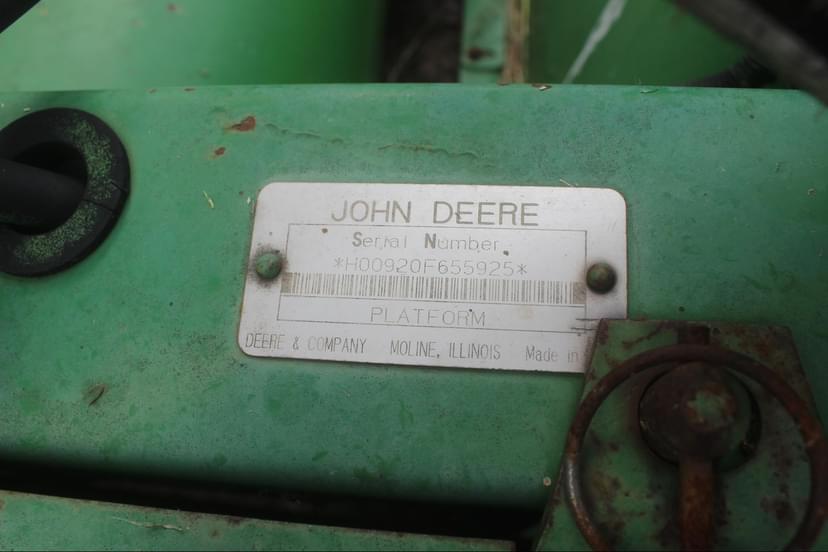 JOHN DEERE
Serial Number
*H00920F655925*
PLATFORM
DEERE & COMPANY MOLINE, ILLINOIS Made in